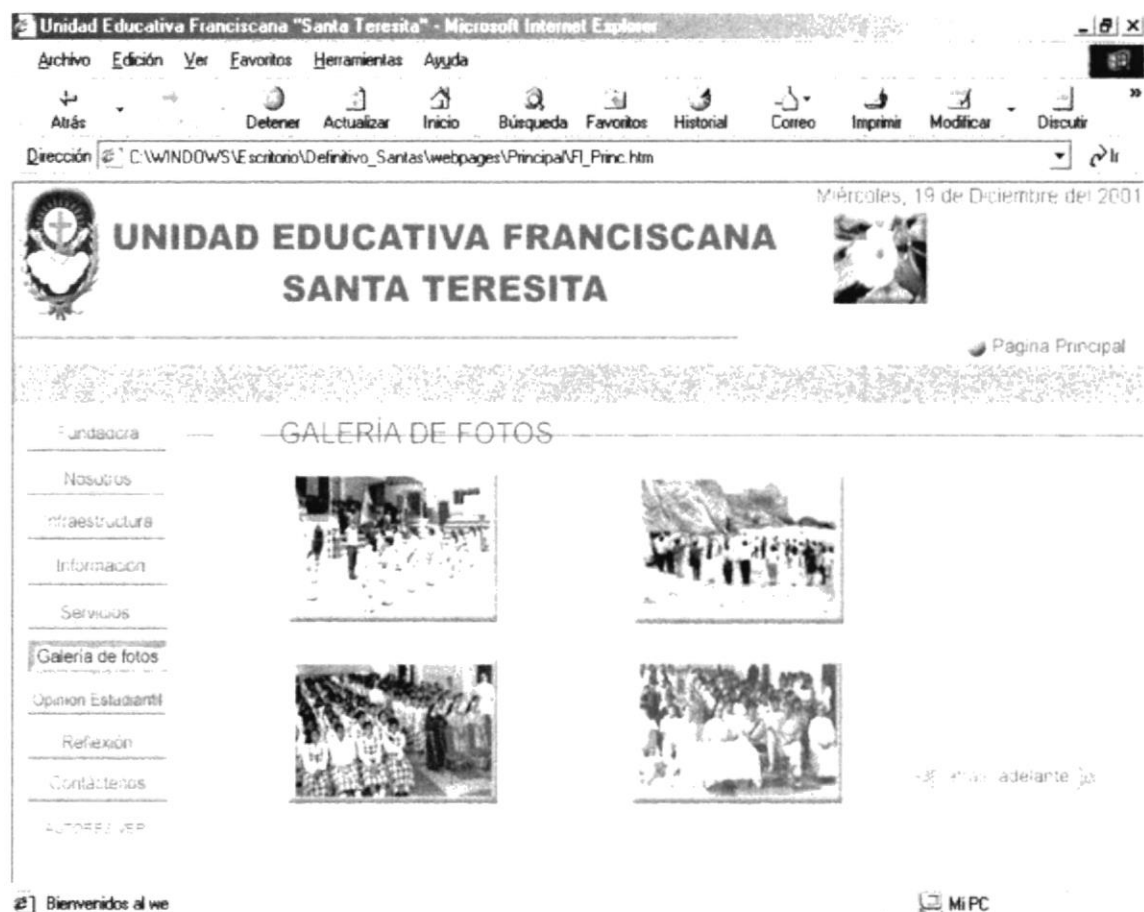 Unidad Educativa Franciscana "Santa Teresita" - Microsoft Internet Explorer
Archivo Edición Ver Favoritos Herramientas Ayuda
Atrás Detener Actualizar Inicio Búsqueda Favoritos Historial Correo Imprimir Modificar Discutir
Dirección C:\WINDOWS\Escritorio\Definitivo_Santas\webpages\Principal\Fl_Princ.htm Ir
Miércoles, 19 de Diciembre del 2001
UNIDAD EDUCATIVA FRANCISCANA
SANTA TERESITA
Pagina Principal
Fundadora
GALERÍA DE FOTOS
Nosotros
Infraestructura
Información
Servicios
Galería de fotos
Opinion Estudiantil
Reflexión
Contáctenos
atras adelante
Bienvenidos al we
Mi PC